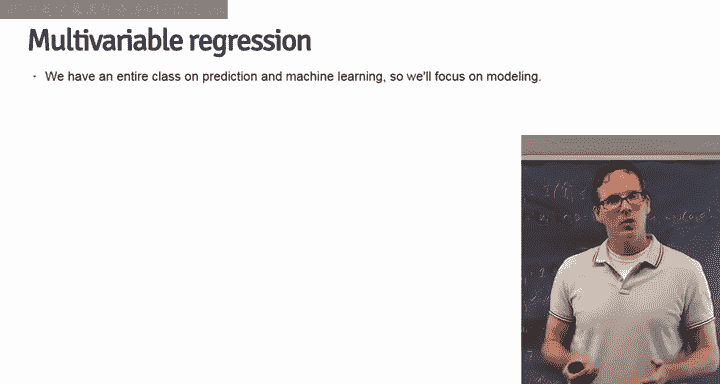 Multivariable regression
· We have an entire class on prediction and machine learning, so we'll focus on modeling.